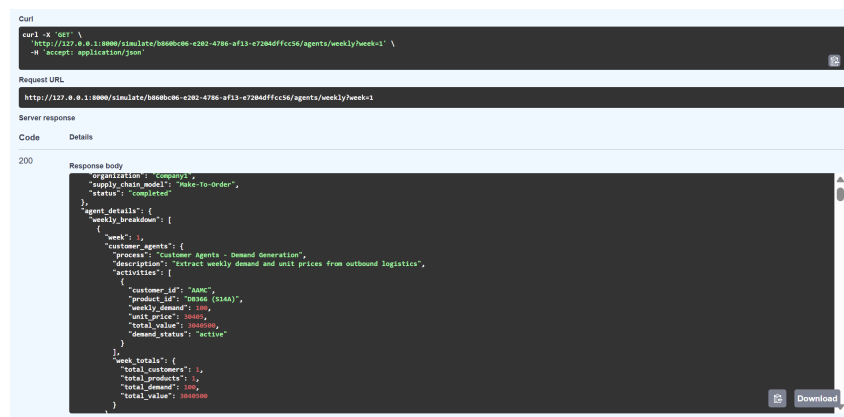 Curl
curl -X 'GET' \
  'http://127.0.0.1:8000/simulate/b860bc06-e202-4786-af13-e7204dffcc56/agents/weekly?week=1' \
  -H 'accept: application/json'
Request URL
http://127.0.0.1:8000/simulate/b860bc06-e202-4786-af13-e7204dffcc56/agents/weekly?week=1
Server response
Code Details
200
Response body
"organization": "Company1",
"supply_chain_model": "Make-To-Order",
"status": "completed"
},
"agent_details": {
"weekly_breakdown": [
{
"week": 1,
"customer_agents": {
"process": "Customer Agents - Demand Generation",
"description": "Extract weekly demand and unit prices from outbound logistics",
"activities": [
{
"customer_id": "AAMC",
"product_id": "DB366 (S14A)",
"weekly_demand": 100,
"unit_price": 30405,
"total_value": 3040500,
"demand_status": "active"
}
],
"week_totals": {
"total_customers": 1,
"total_products": 1,
"total_demand": 100,
"total_value": 3040500
}
Download